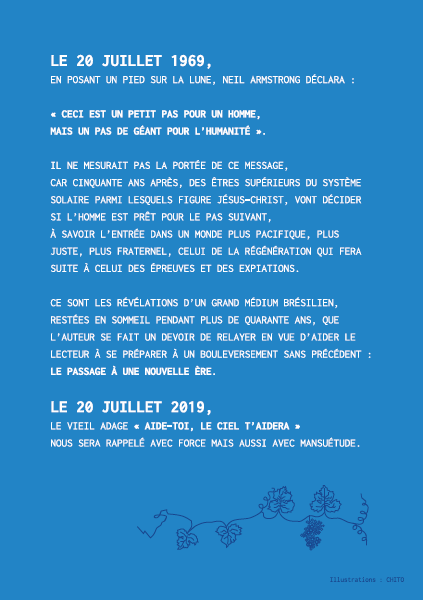 LE 20 JUILLET 1969,
EN POSANT UN PIED SUR LA LUNE, NEIL ARMSTRONG DÉCLARA :
« CECI EST UN PETIT PAS POUR UN HOMME,
MAIS UN PAS DE GÉANT POUR L'HUMANITÉ ».
IL NE MESURAIT PAS LA PORTÉE DE CE MESSAGE,
CAR CINQUANTE ANS APRÈS, DES ÊTRES SUPÉRIEURS DU SYSTÈME
SOLAIRE PARMI LESQUELS FIGURE JÉSUS-CHRIST, VONT DÉCIDER
SI L'HOMME EST PRÊT POUR LE PAS SUIVANT,
À SAVOIR L'ENTRÉE DANS UN MONDE PLUS PACIFIQUE, PLUS
JUSTE, PLUS FRATERNEL, CELUI DE LA RÉGÉNÉRATION QUI FERA
SUITE À CELUI DES ÉPREUVES ET DES EXPIATIONS.
CE SONT LES RÉVÉLATIONS D'UN GRAND MÉDIUM BRÉSILIEN,
RESTÉES EN SOMMEIL PENDANT PLUS DE QUARANTE ANS, QUE
L'AUTEUR SE FAIT UN DEVOIR DE RELAYER EN VUE D'AIDER LE
LECTEUR À SE PRÉPARER À UN BOULEVERSEMENT SANS PRÉCÉDENT :
LE PASSAGE À UNE NOUVELLE ÈRE.
LE 20 JUILLET 2019,
LE VIEIL ADAGE « AIDE-TOI, LE CIEL T'AIDERA »
NOUS SERA RAPPELÉ AVEC FORCE MAIS AUSSI AVEC MANSUÉTUDE.
Illustrations : CHITO